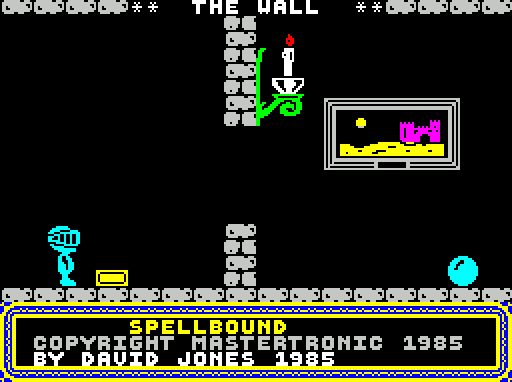 ** THE WALL **
SPELLBOUND
COPYRIGHT MASTERTRONIC 1985
BY DAVID JONES 1985